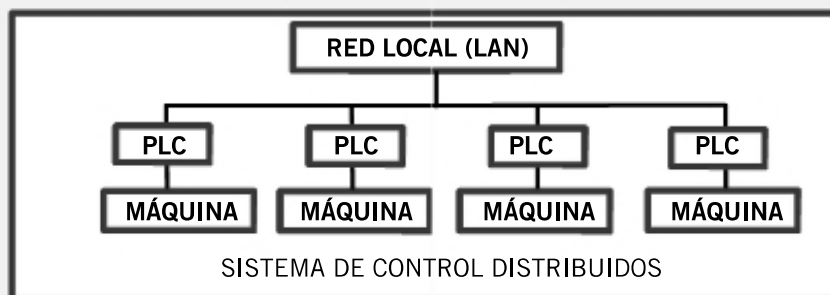 RED LOCAL (LAN)
PLC PLC PLC PLC
MÁQUINA MÁQUINA MÁQUINA MÁQUINA
SISTEMA DE CONTROL DISTRIBUIDOS